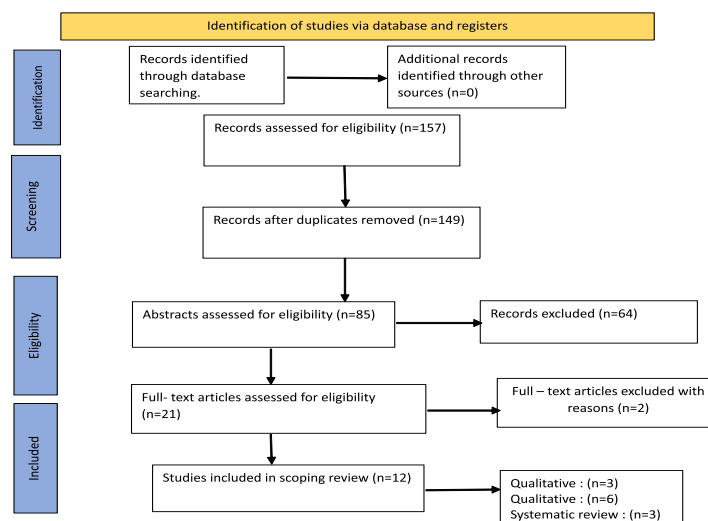 Identification of studies via database and registers
Identification
Records identified
through database
searching.
Additional records
identified through other
sources (n=0)
Records assessed for eligibility (n=157)
Screening
Records after duplicates removed (n=149)
Eligibility
Abstracts assessed for eligibility (n=85)
Records excluded (n=64)
Full- text articles assessed for eligibility
(n=21)
Full – text articles excluded with
reasons (n=2)
Included
Studies included in scoping review (n=12)
Qualitative : (n=3)
Qualitative : (n=6)
Systematic review : (n=3)